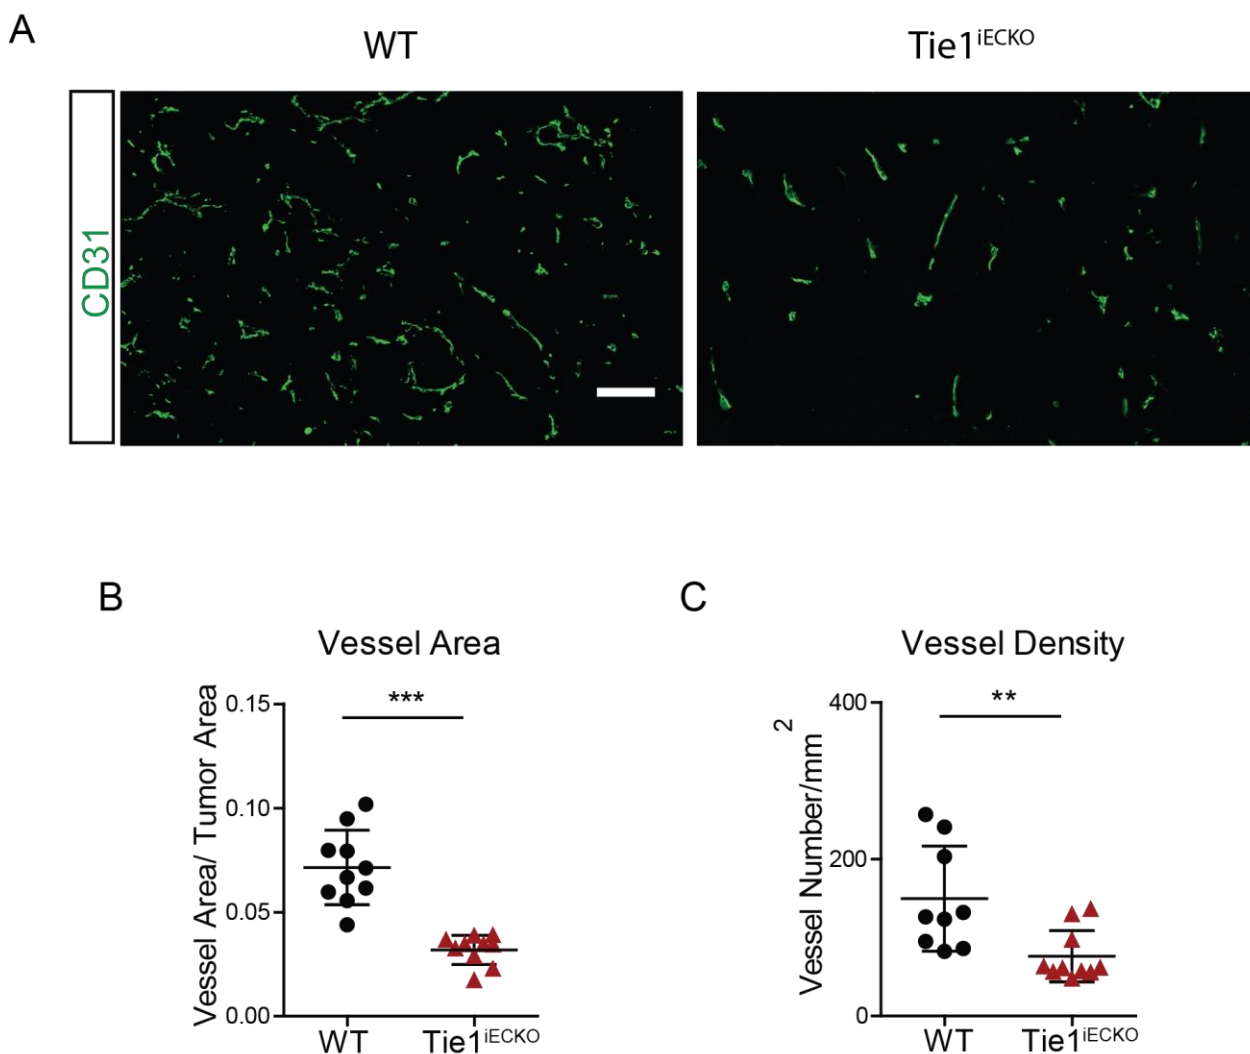 A
WT
Tie1iECKO
CD31
B
C
Vessel Area
Vessel Density
***
**
Vessel Area/ Tumor Area
0.15
0.10
0.05
0.00
WT
Tie1iECKO
Vessel Number/mm2
400
200
0
WT
Tie1iECKO